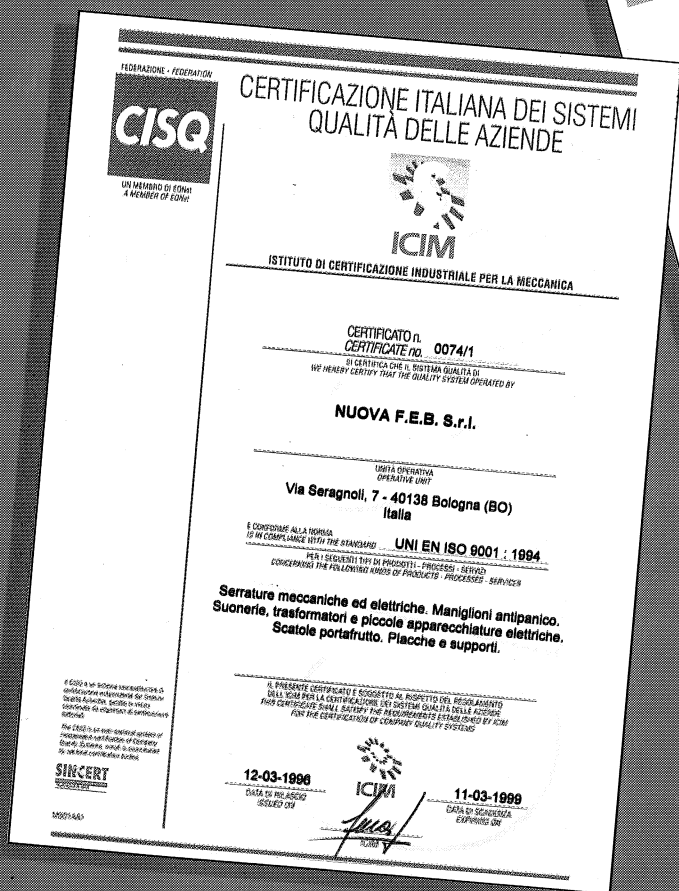 FEDERAZIONE - FEDERATION
CISQ
UN MEMBRO DI EQNet
A MEMBER OF EQNet
CERTIFICAZIONE ITALIANA DEI SISTEMI
QUALITÀ DELLE AZIENDE
ICIM
ISTITUTO DI CERTIFICAZIONE INDUSTRIALE PER LA MECCANICA
CERTIFICATO n.
CERTIFICATE no. 0074/1
SI CERTIFICA CHE IL SISTEMA QUALITÀ DI
WE HEREBY CERTIFY THAT THE QUALITY SYSTEM OPERATED BY
NUOVA F.E.B. S.r.l.
UNITÀ OPERATIVA
OPERATIVE UNIT
Via Seragnoli, 7 - 40138 Bologna (BO)
Italia
È CONFORME ALLA NORMA
IS IN COMPLIANCE WITH THE STANDARD UNI EN ISO 9001 : 1994
PER I SEGUENTI TIPI DI PRODOTTI - PROCESSI - SERVIZI
CONCERNING THE FOLLOWING KINDS OF PRODUCTS - PROCESSES - SERVICES
Serrature meccaniche ed elettriche. Maniglioni antipanico.
Suonerie, trasformatori e piccole apparecchiature elettriche.
Scatole portafrutto. Placche e supporti.
IL PRESENTE CERTIFICATO È SOGGETTO AL RISPETTO DEL REGOLAMENTO
DELL'ICIM PER LA CERTIFICAZIONE DEI SISTEMI QUALITÀ DELLE AZIENDE
THIS CERTIFICATE SHALL SATISFY THE REQUIREMENTS ESTABLISHED BY ICIM
FOR THE CERTIFICATION OF COMPANY QUALITY SYSTEMS
SINCERT
12-03-1996
DATA DI RILASCIO
ISSUED ON
ICIM
ICIM
11-03-1999
DATA DI SCADENZA
EXPIRING ON